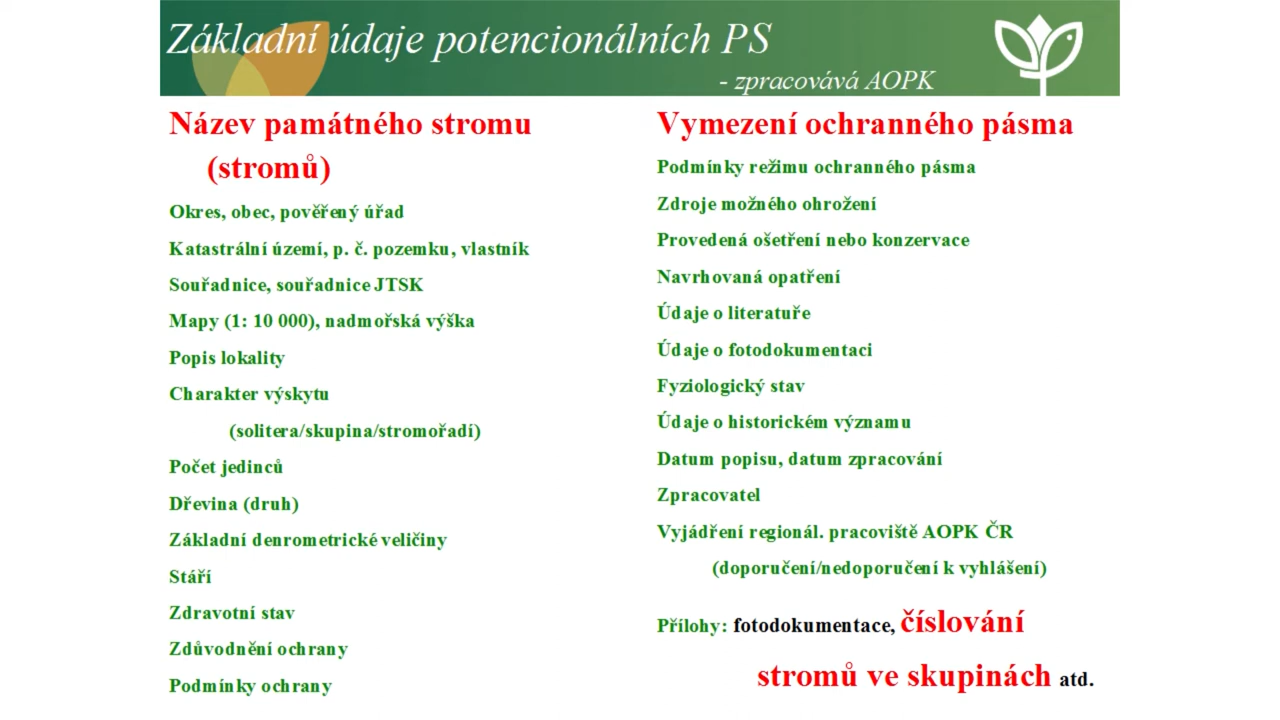 Základní údaje potencionálních PS
- zpracovává AOPK
Název památného stromu
(stromů)
Okres, obec, pověřený úřad
Katastrální území, p. č. pozemku, vlastník
Souřadnice, souřadnice JTSK
Mapy (1: 10 000), nadmořská výška
Popis lokality
Charakter výskytu
(solitera/skupina/stromořadí)
Počet jedinců
Dřevina (druh)
Základní denrometrické veličiny
Stáří
Zdravotní stav
Zdůvodnění ochrany
Podmínky ochrany
Vymezení ochranného pásma
Podmínky režimu ochranného pásma
Zdroje možného ohrožení
Provedená ošetření nebo konzervace
Navrhovaná opatření
Údaje o literatuře
Údaje o fotodokumentaci
Fyziologický stav
Údaje o historickém významu
Datum popisu, datum zpracování
Zpracovatel
Vyjádření regionál. pracoviště AOPK ČR
(doporučení/nedoporučení k vyhlášení)
Přílohy: fotodokumentace, číslování
stromů ve skupinách atd.